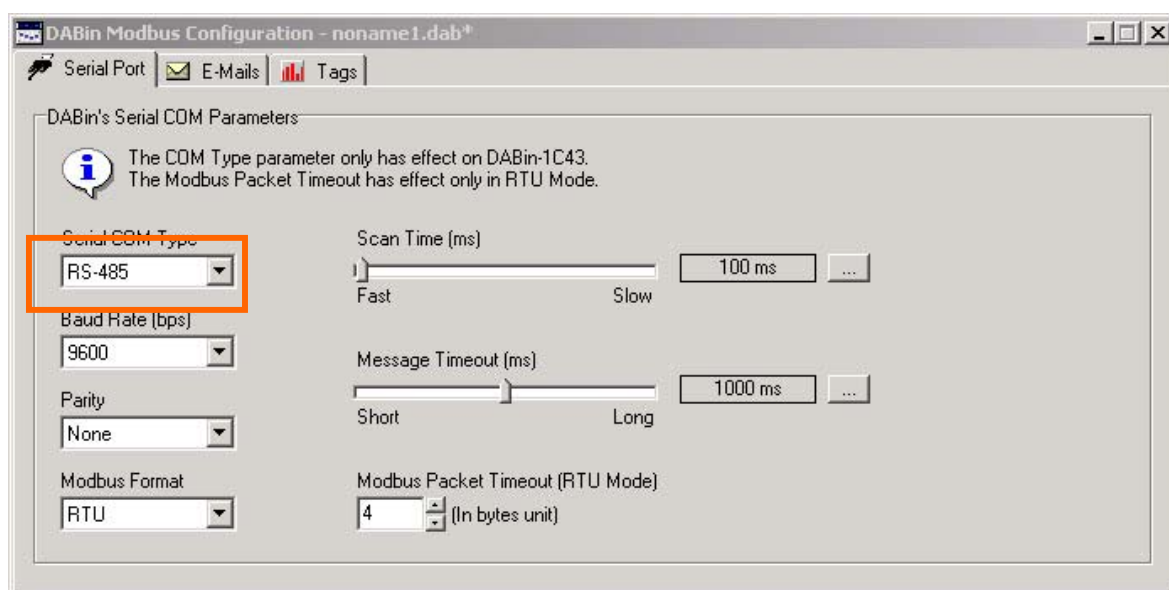 DABin Modbus Configuration - noname1.dab*
Serial Port E-Mails Tags
DABin's Serial COM Parameters
The COM Type parameter only has effect on DABin-1C43.
The Modbus Packet Timeout has effect only in RTU Mode.
Serial COM Type
RS-485
Scan Time (ms)
100 ms ...
Fast Slow
Baud Rate (bps)
9600
Message Timeout (ms)
1000 ms ...
Short Long
Parity
None
Modbus Format
RTU
Modbus Packet Timeout (RTU Mode)
4 (In bytes unit)